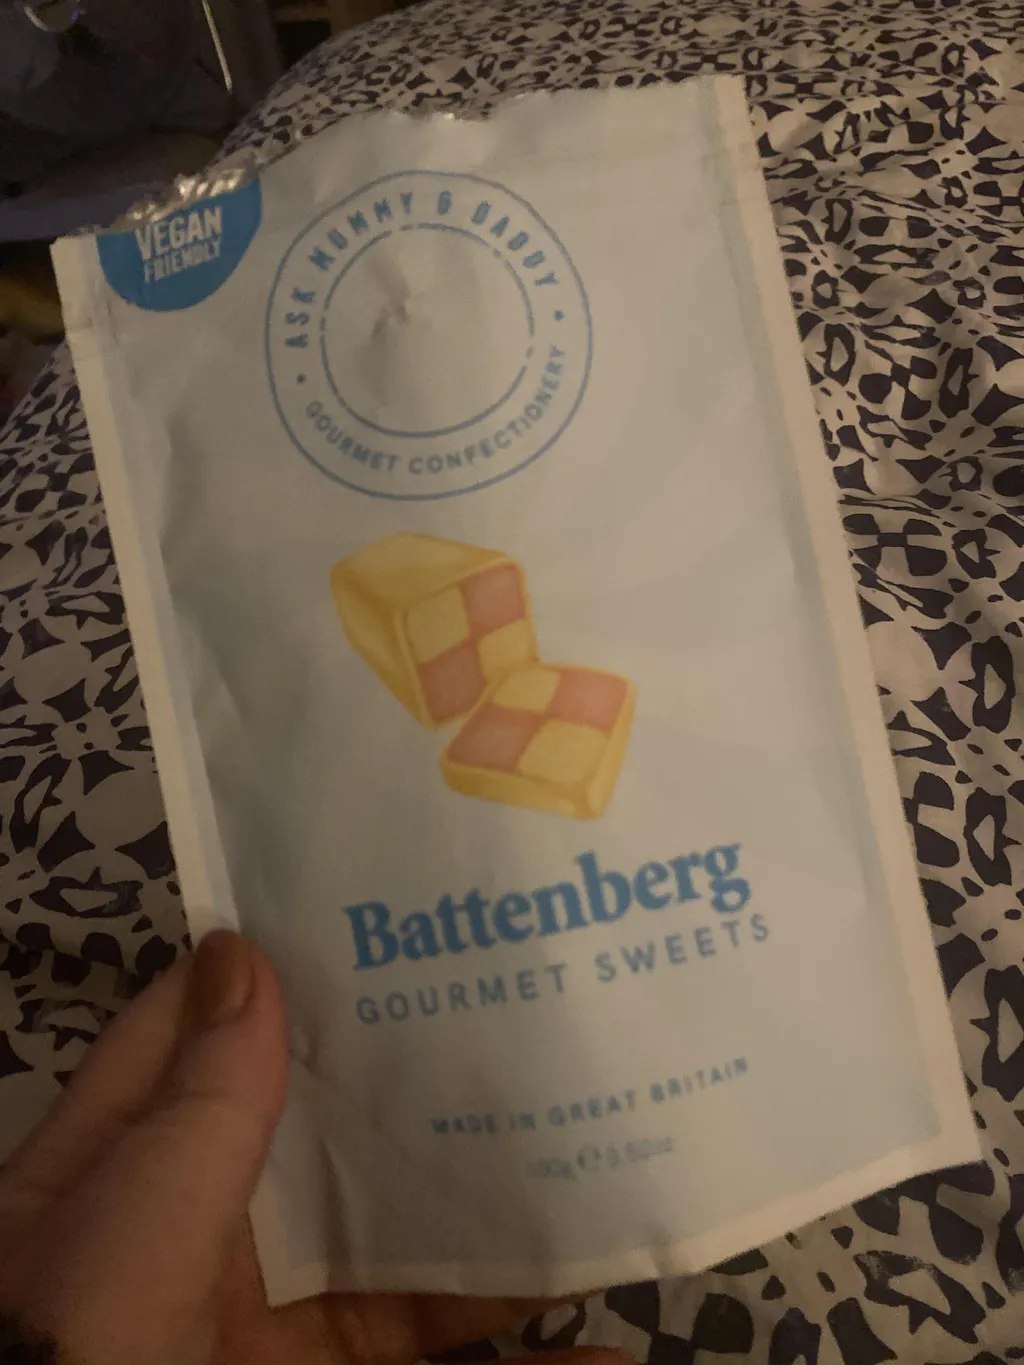 VEGAN
FRIENDLY
ASK MUMMY & DADDY
GOURMET CONFECTIONERY
Battenberg
GOURMET SWEETS
MADE IN GREAT BRITAIN